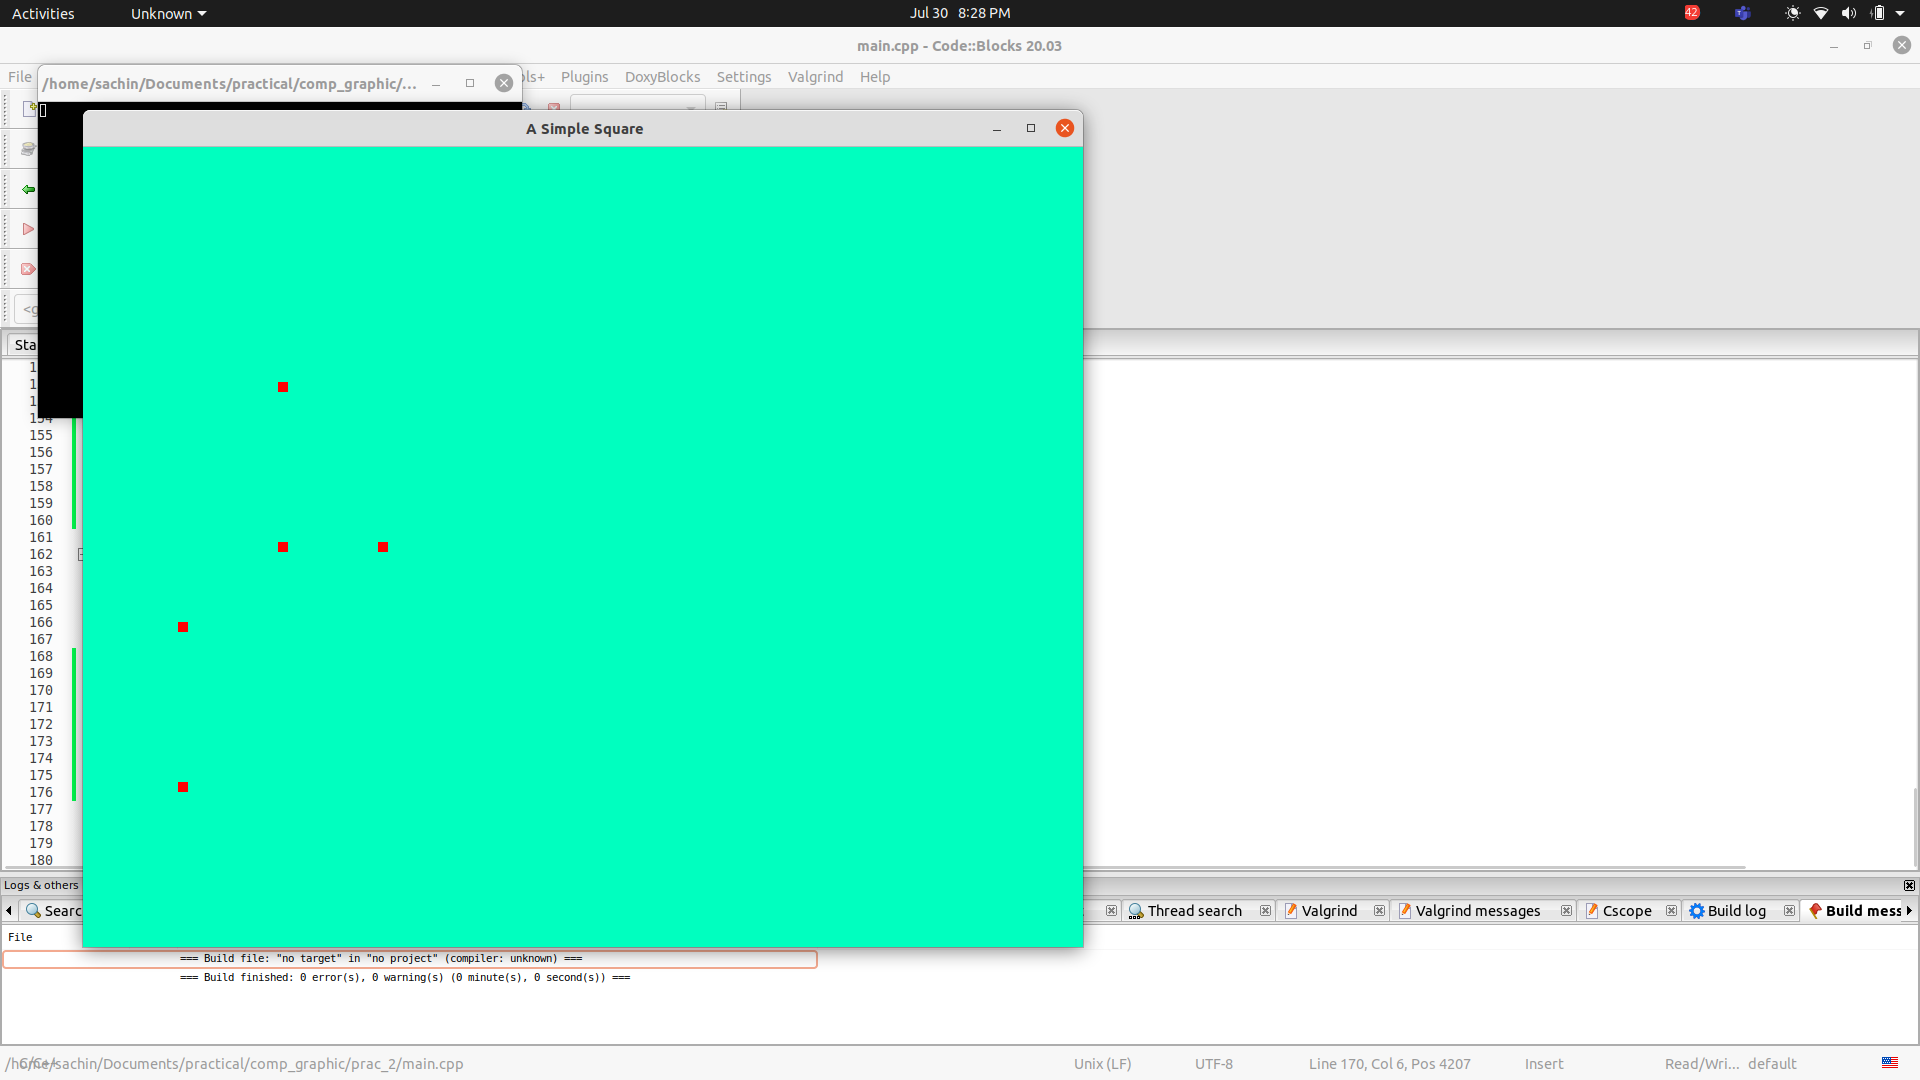 Activities Unknown Jul 30 8:28 PM 42
main.cpp - Code::Blocks 20.03
File ls+ Plugins DoxyBlocks Settings Valgrind Help
/home/sachin/Documents/practical/comp_graphic/...
A Simple Square
<g
Sta
154
155
156
157
158
159
160
161
162
163
164
165
166
167
168
169
170
171
172
173
174
175
176
177
178
179
180
Logs & others
Searc Thread search Valgrind Valgrind messages Cscope Build log Build mess
File
=== Build file: "no target" in "no project" (compiler: unknown) ===
=== Build finished: 0 error(s), 0 warning(s) (0 minute(s), 0 second(s)) ===
/home/sachin/Documents/practical/comp_graphic/prac_2/main.cpp C/C++ Unix (LF) UTF-8 Line 170, Col 6, Pos 4207 Insert Read/Wri... default